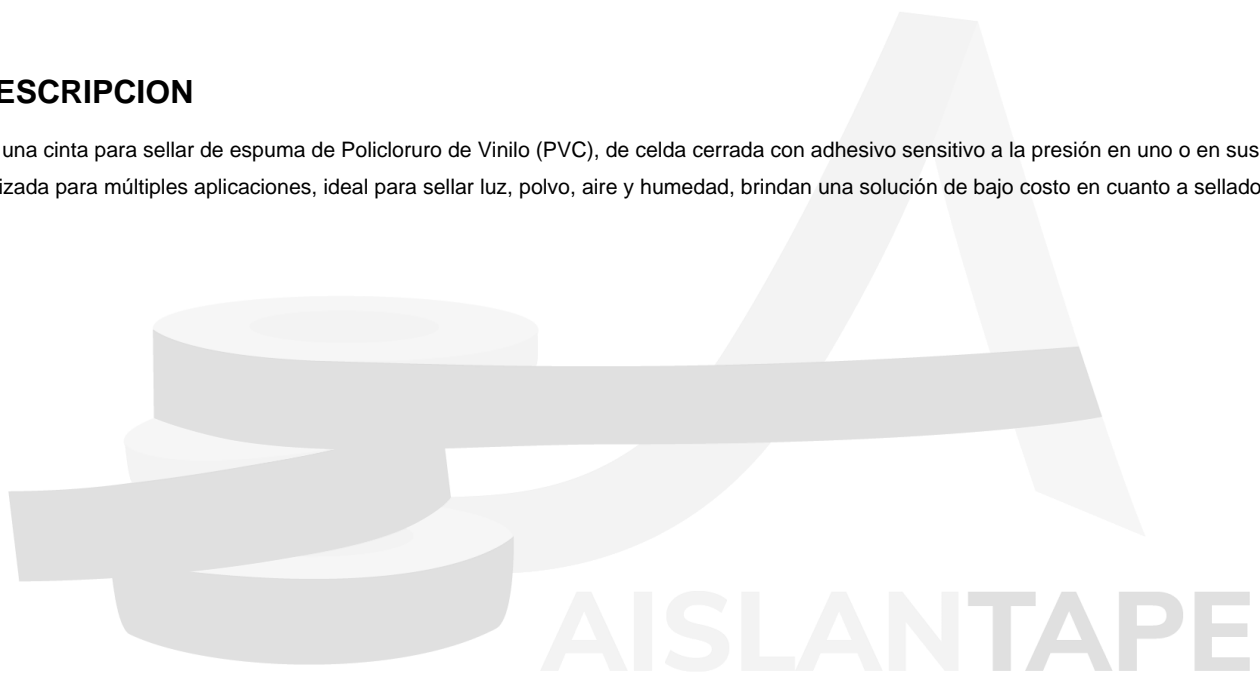 ESCRIPCION
una cinta para sellar de espuma de Policloruro de Vinilo (PVC), de celda cerrada con adhesivo sensitivo a la presión en uno o en sus
izada para múltiples aplicaciones, ideal para sellar luz, polvo, aire y humedad, brindan una solución de bajo costo en cuanto a sellado
AISLANTAPE